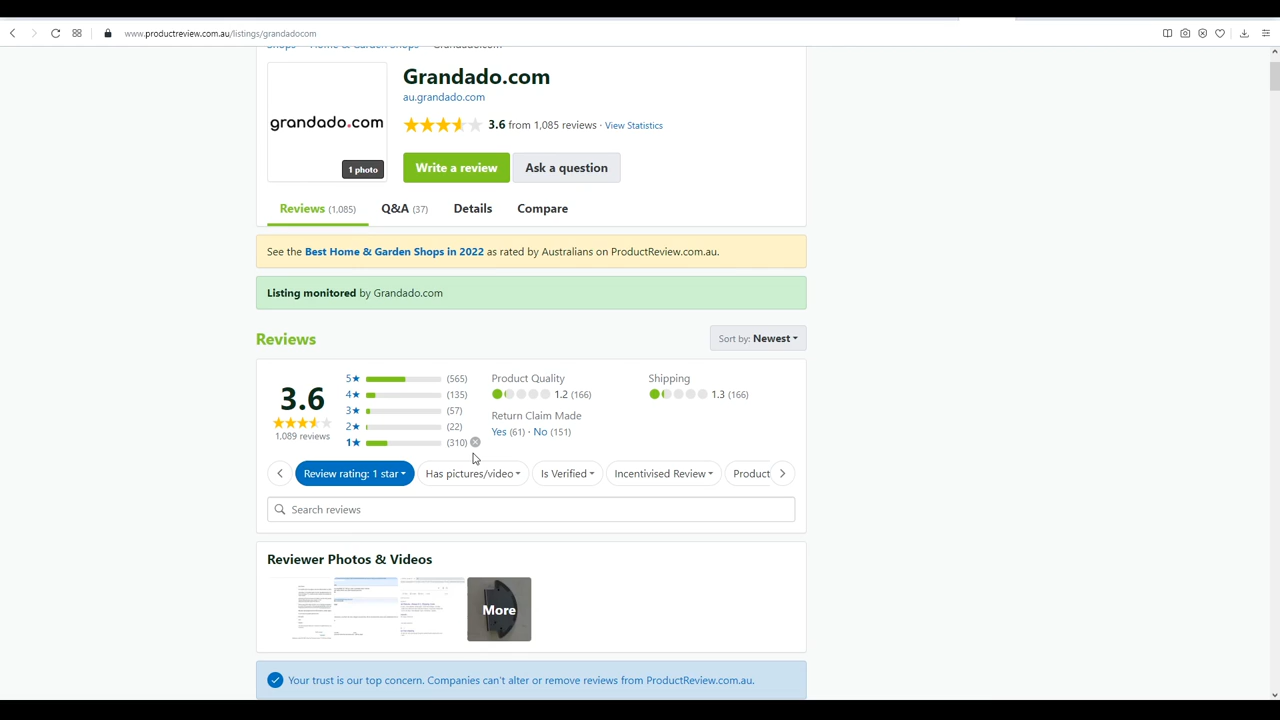 www.productreview.com.au/listings/grandadocom
Shops Home & Garden Shops Grandado.com
grandado.com
1 photo
Grandado.com
au.grandado.com
3.6 from 1,085 reviews · View Statistics
Write a review Ask a question
Reviews (1,085) Q&A (37) Details Compare
See the Best Home & Garden Shops in 2022 as rated by Australians on ProductReview.com.au.
Listing monitored by Grandado.com
Reviews
Sort by: Newest
3.6
1,089 reviews
5★ (565)
4★ (135)
3★ (57)
2★ (22)
1★ (310)
Product Quality
1.2 (166)
Return Claim Made
Yes (61) · No (151)
Shipping
1.3 (166)
Review rating: 1 star Has pictures/video Is Verified Incentivised Review Product
Search reviews
Reviewer Photos & Videos
More
Your trust is our top concern. Companies can't alter or remove reviews from ProductReview.com.au.